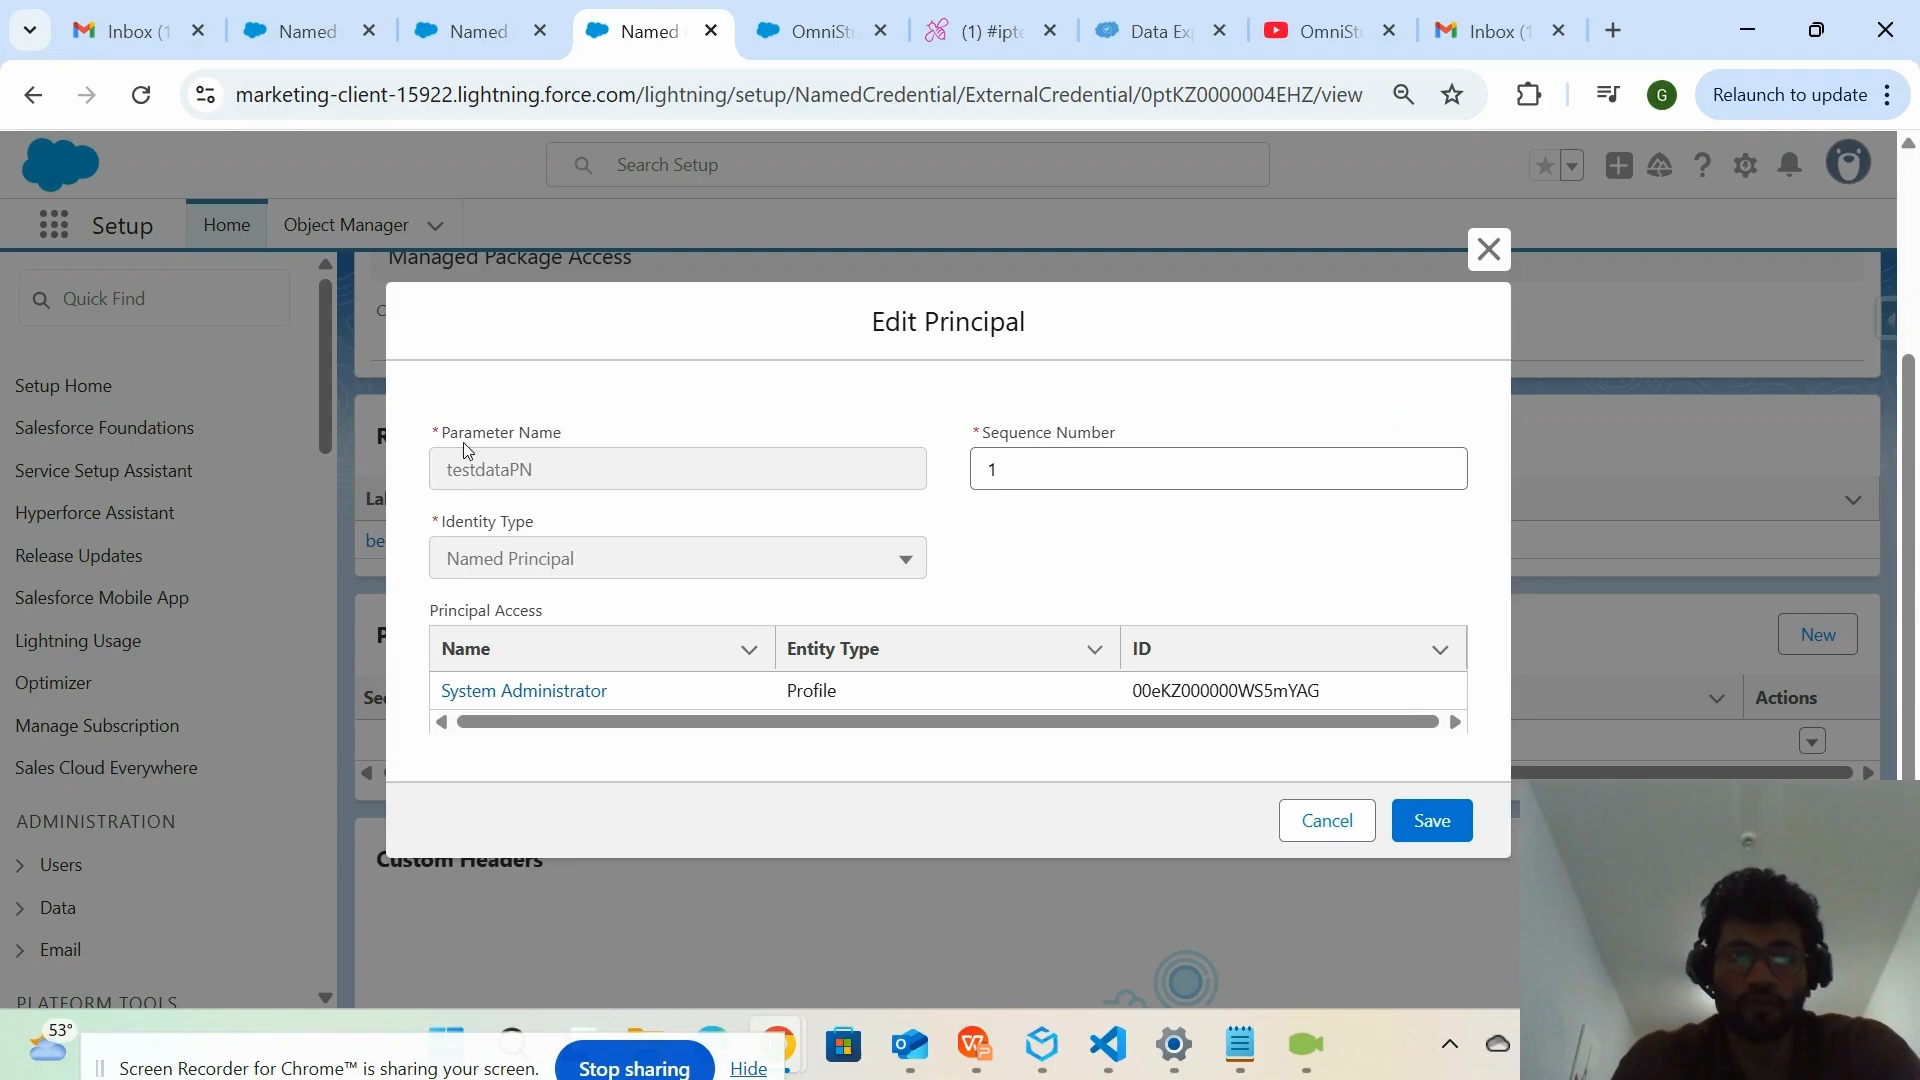 Inbox (1
Named
Named
Named
OmniSt
(1) #ipte
Data Ex
OmniSt
Inbox (1
marketing-client-15922.lightning.force.com/lightning/setup/NamedCredential/ExternalCredential/0ptKZ0000004EHZ/view
G
Relaunch to update
Search Setup
Setup
Home
Object Manager
Managed Package Access
Quick Find
Setup Home
Salesforce Foundations
Service Setup Assistant
Hyperforce Assistant
Release Updates
Salesforce Mobile App
Lightning Usage
Optimizer
Manage Subscription
Sales Cloud Everywhere
ADMINISTRATION
Users
Data
Email
PLATFORM TOOLS
Edit Principal
*Parameter Name
testdataPN
*Sequence Number
1
*Identity Type
Named Principal
Principal Access
Name
Entity Type
ID
System Administrator
Profile
00eKZ000000WS5mYAG
Cancel
Save
be
New
Actions
Custom Headers
53°
Screen Recorder for Chrome™ is sharing your screen.
Stop sharing
Hide